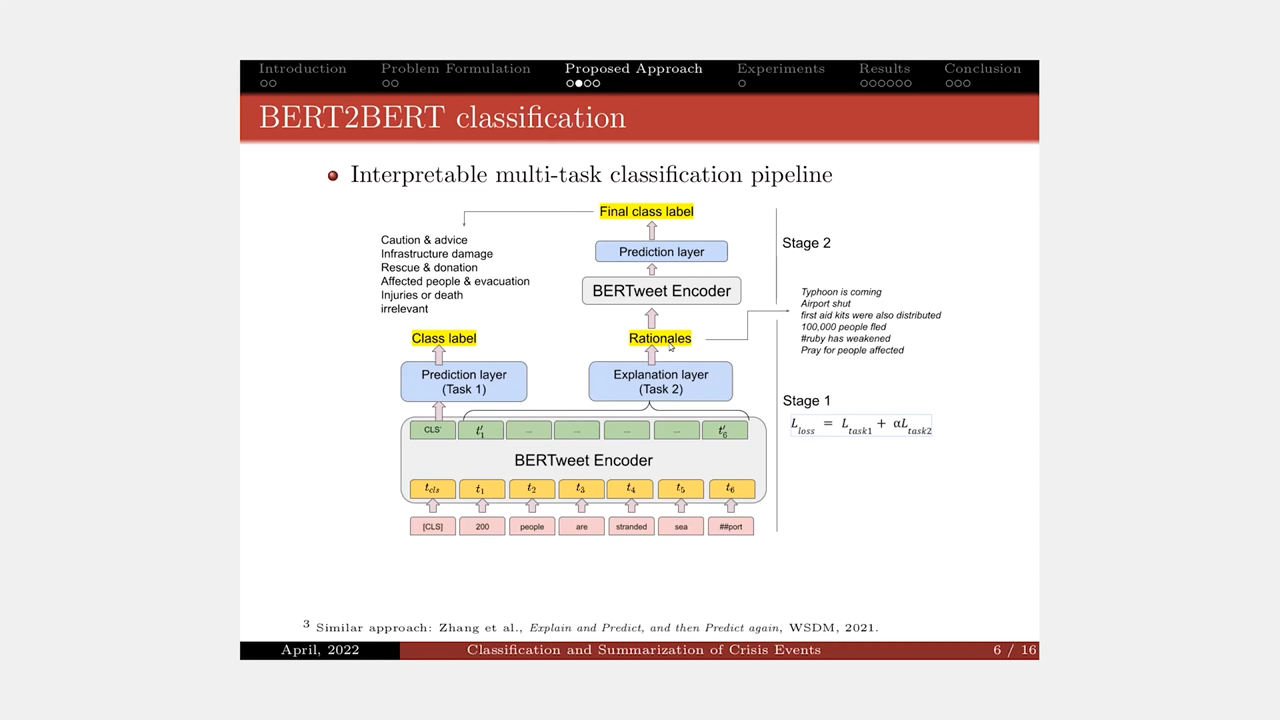 Introduction Problem Formulation Proposed Approach Experiments Results Conclusion
BERT2BERT classification
Interpretable multi-task classification pipeline
Final class label
Caution & advice
Infrastructure damage
Rescue & donation
Affected people & evacuation
Injuries or death
irrelevant
Prediction layer
Stage 2
BERTweet Encoder
Typhoon is coming
Airport shut
first aid kits were also distributed
100,000 people fled
#ruby has weakened
Pray for people affected
Class label
Rationales
Prediction layer
(Task 1)
Explanation layer
(Task 2)
Stage 1
L_loss = L_task1 + αL_task2
CLS' t'_1 ... ... ... ... t'_6
BERTweet Encoder
t_cls t_1 t_2 t_3 t_4 t_5 t_6
[CLS] 200 people are stranded sea ##port
3 Similar approach: Zhang et al., Explain and Predict, and then Predict again, WSDM, 2021.
April, 2022 Classification and Summarization of Crisis Events 6 / 16